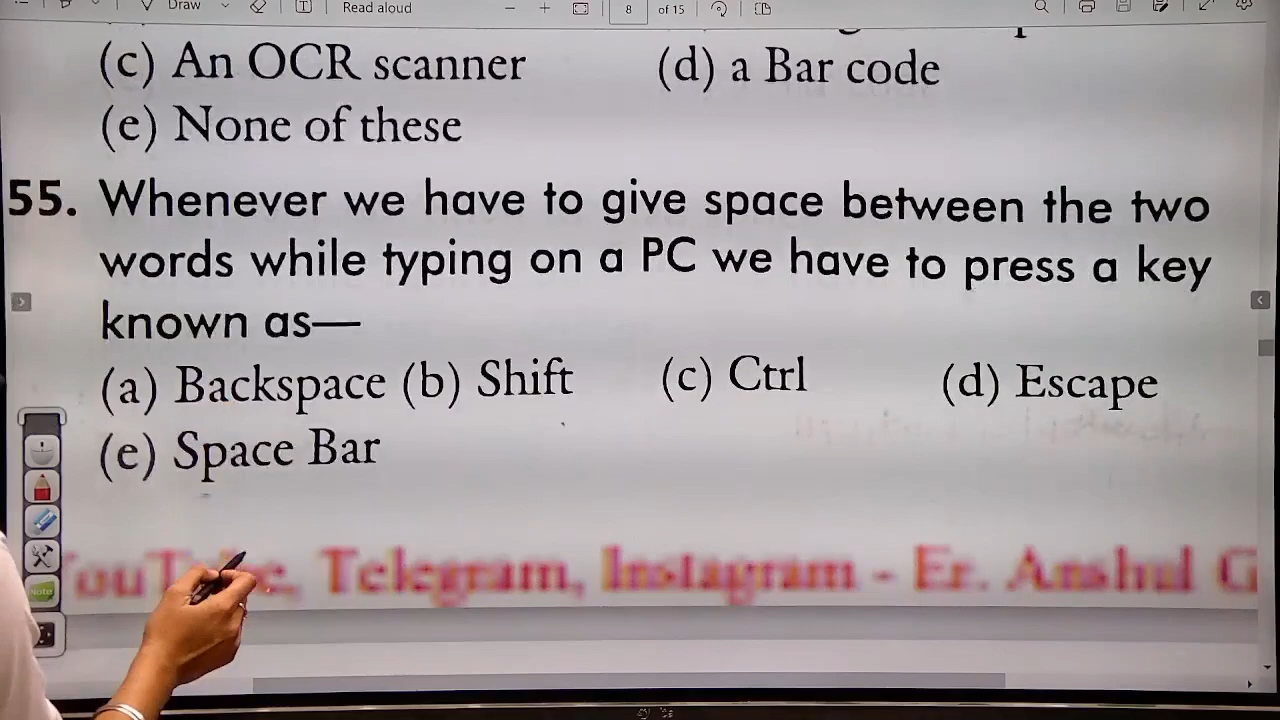 Draw
Read aloud
8
of 15
(c) An OCR scanner (d) a Bar code
(e) None of these
55. Whenever we have to give space between the two
words while typing on a PC we have to press a key
known as—
(a) Backspace (b) Shift (c) Ctrl (d) Escape
(e) Space Bar
Note
Telegram, Instagram - Er. Anshul G